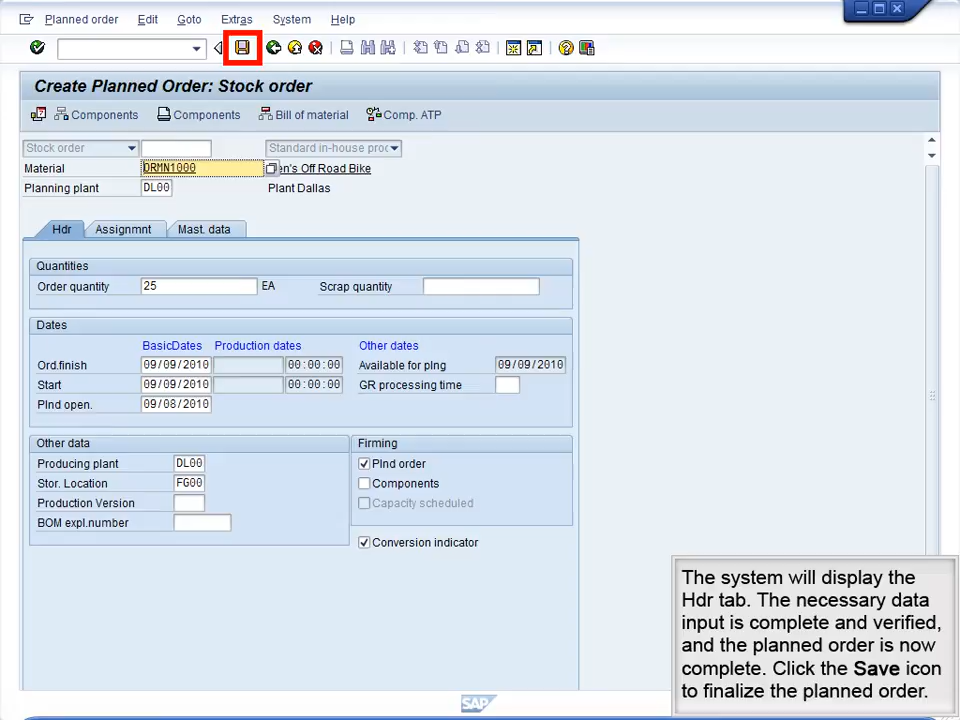 Planned order Edit Goto Extras System Help
Create Planned Order: Stock order
Components Components Bill of material Comp. ATP
Stock order Standard in-house proc
Material ORMN1000 en's Off Road Bike
Planning plant DL00 Plant Dallas
Hdr Assignmnt Mast. data
Quantities
Order quantity 25 EA Scrap quantity
Dates
BasicDates Production dates Other dates
Ord.finish 09/09/2010 00:00:00 Available for plng 09/09/2010
Start 09/09/2010 00:00:00 GR processing time
Plnd open. 09/08/2010
Other data Firming
Producing plant DL00 Plnd order
Stor. Location FG00 Components
Production Version Capacity scheduled
BOM expl.number
Conversion indicator
The system will display the
Hdr tab. The necessary data
input is complete and verified,
and the planned order is now
complete. Click the Save icon
to finalize the planned order.
SAP